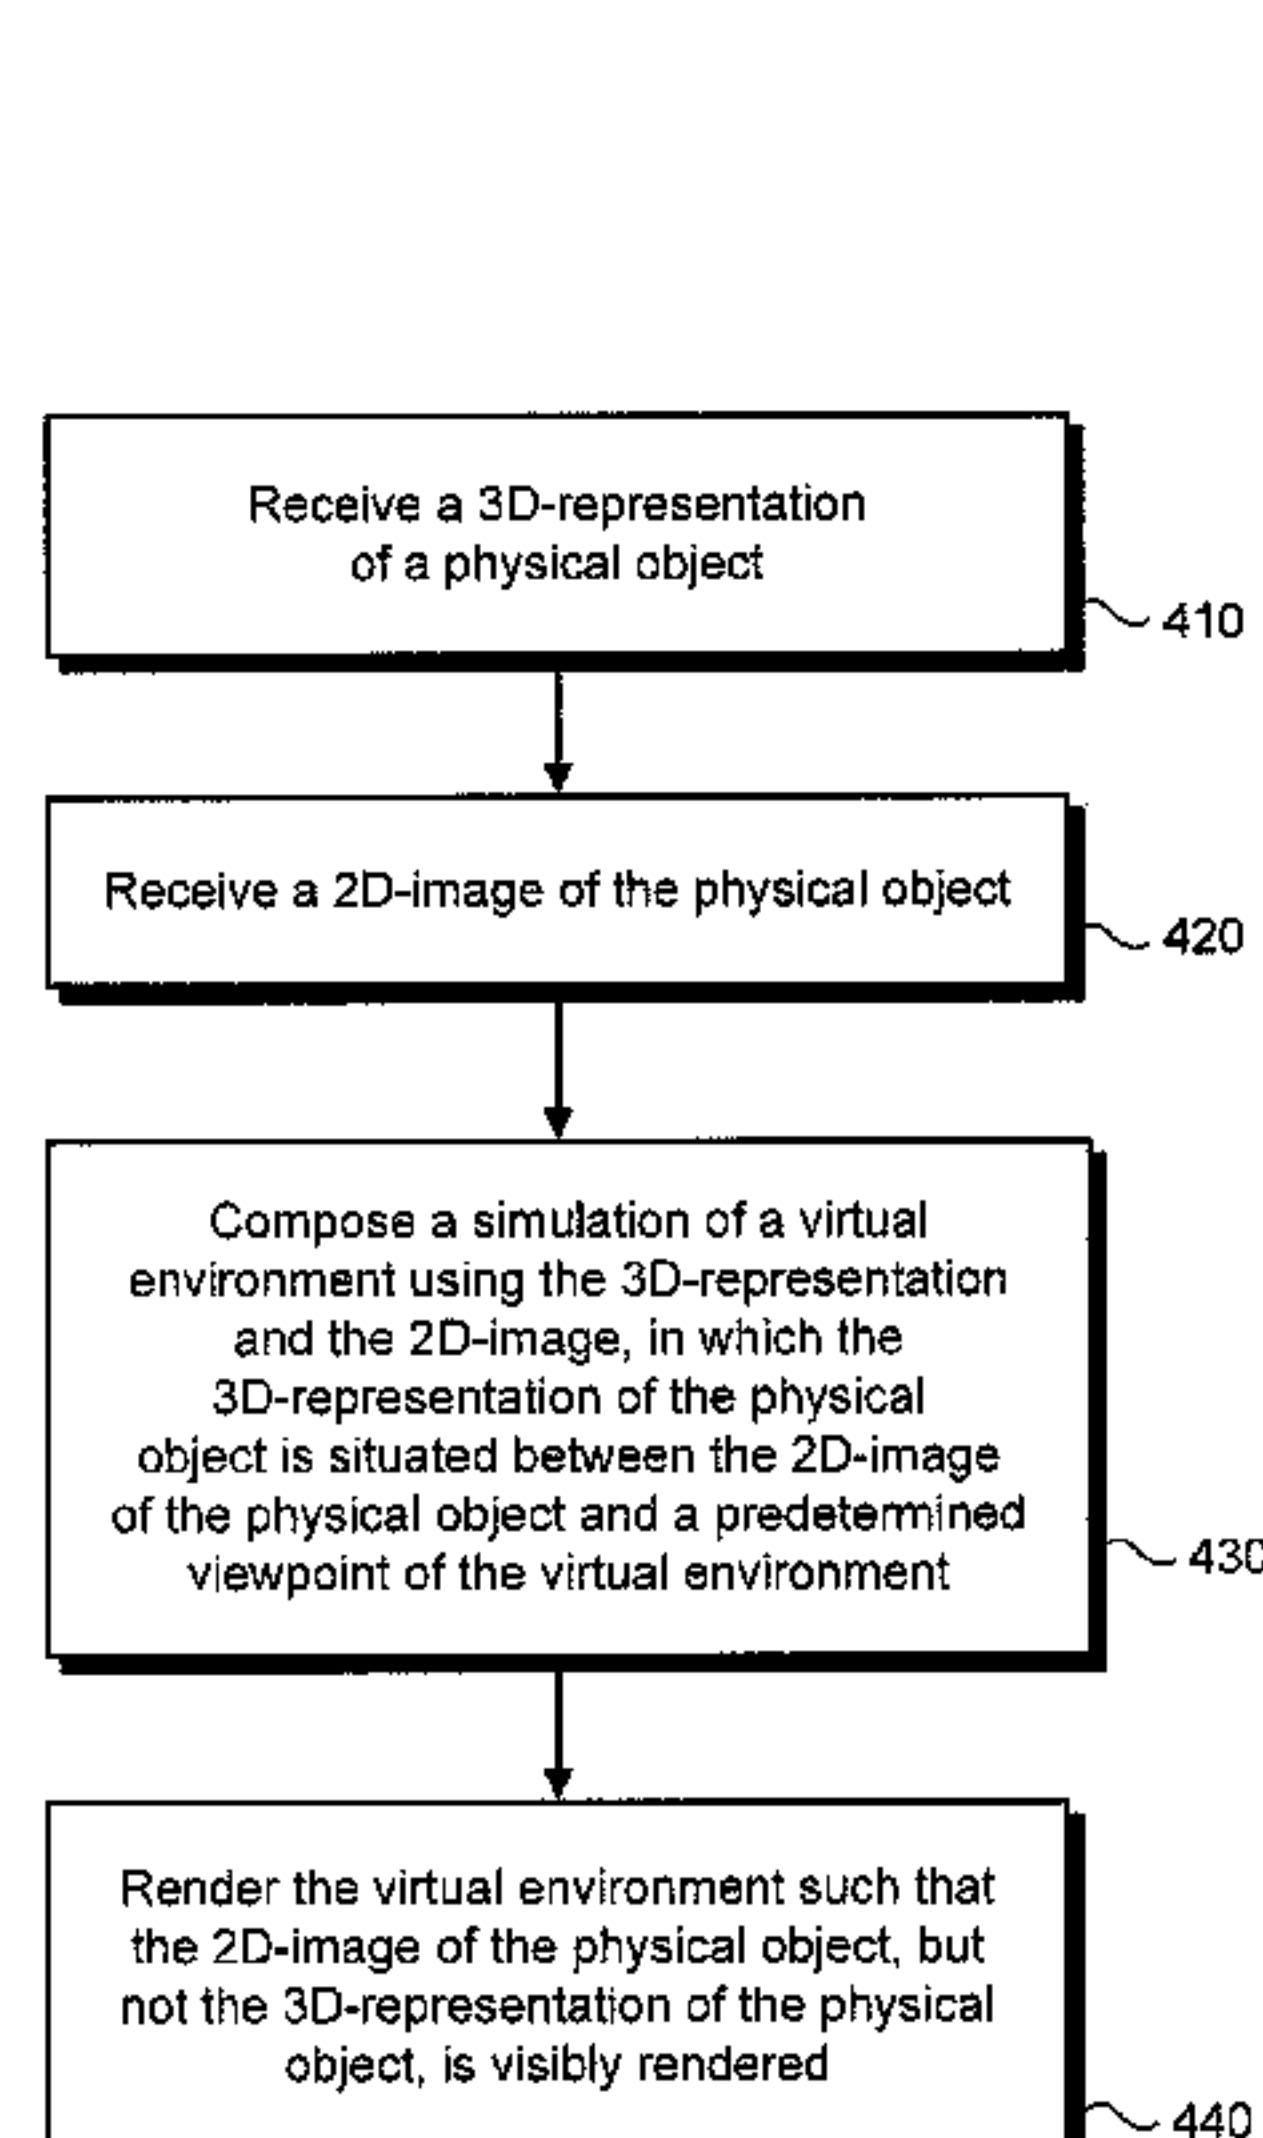 Receive a 3D-representation
of a physical object
410
Receive a 2D-image of the physical object
420
Compose a simulation of a virtual
environment using the 3D-representation
and the 2D-image, in which the
3D-representation of the physical
object is situated between the 2D-image
of the physical object and a predetermined
viewpoint of the virtual environment
430
Render the virtual environment such that
the 2D-image of the physical object, but
not the 3D-representation of the physical
object, is visibly rendered
440